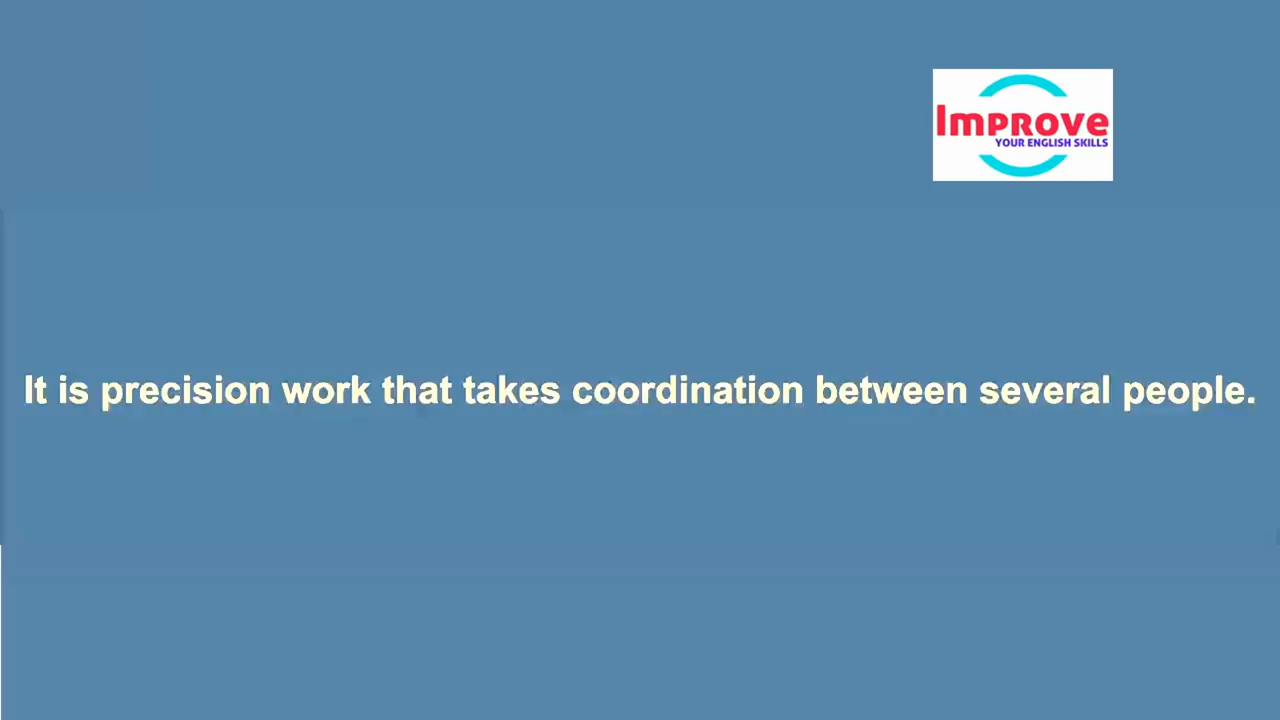 Improve
YOUR ENGLISH SKILLS
It is precision work that takes coordination between several people.